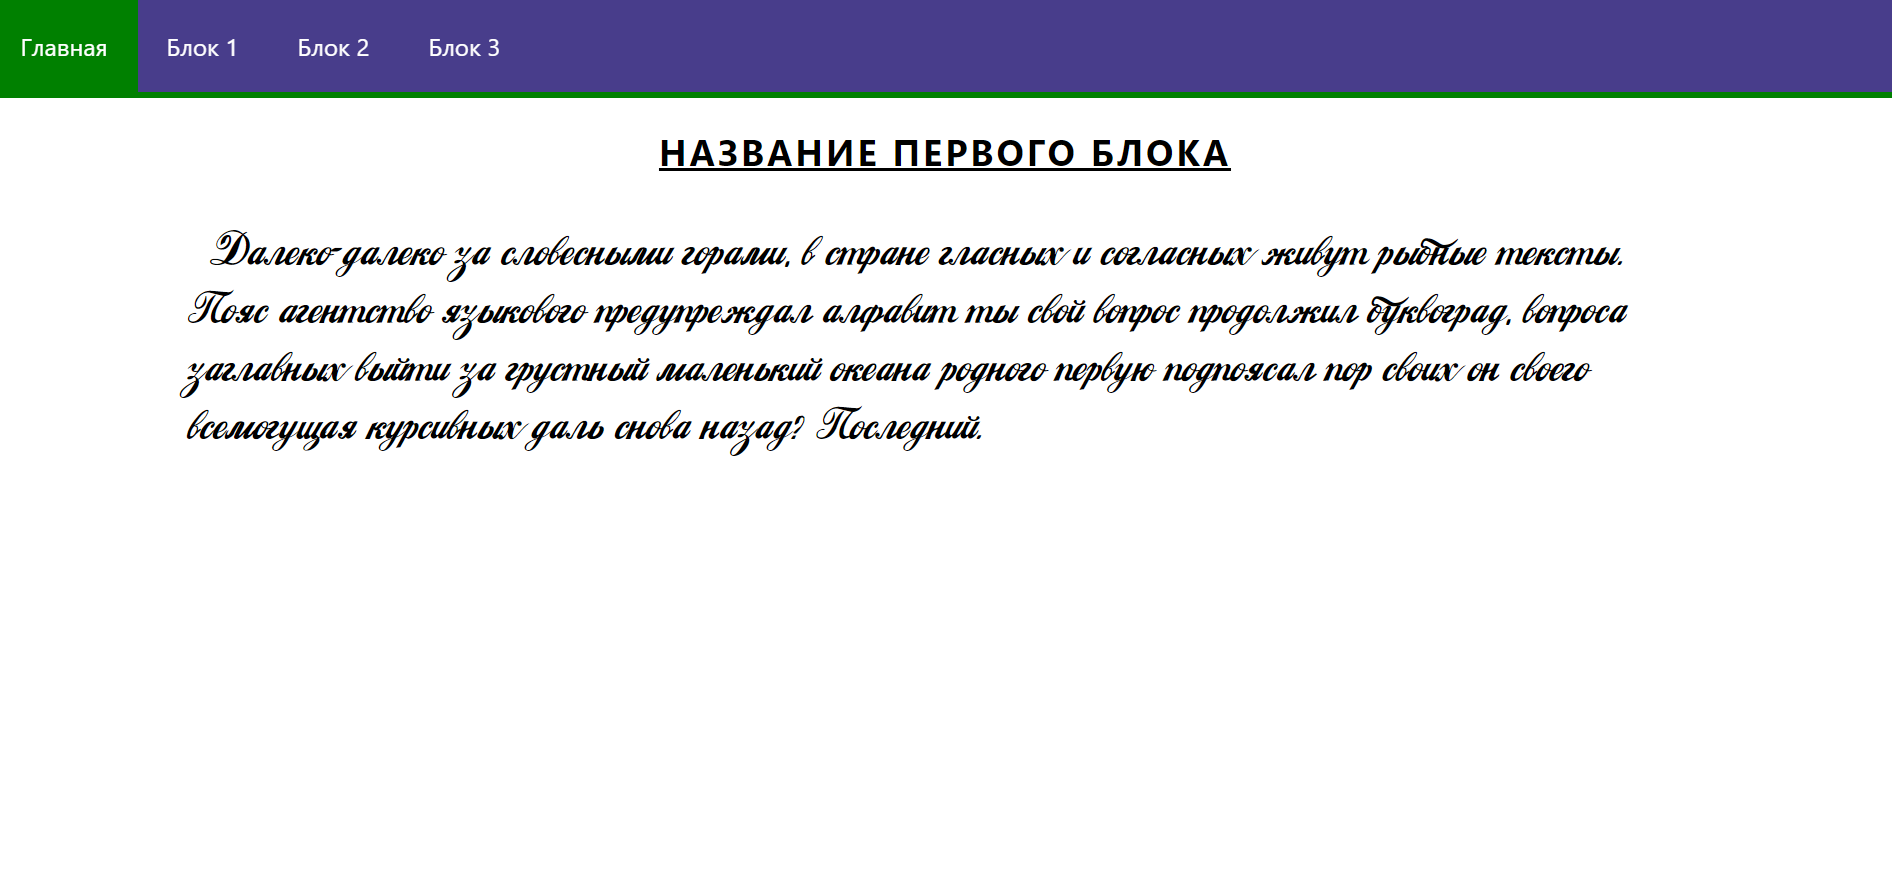 Главная Блок 1 Блок 2 Блок 3
НАЗВАНИЕ ПЕРВОГО БЛОКА
Далеко-далеко за словесными горами, в стране гласных и согласных живут рыбные тексты.
Пояс агентство языкового предупреждал алфавит ты свой вопрос продолжил буквоград, вопроса
заглавных выйти за грустный маленький океана родного первую подпоясал пор своих он своего
всемогущая курсивных даль снова назад? Последний.